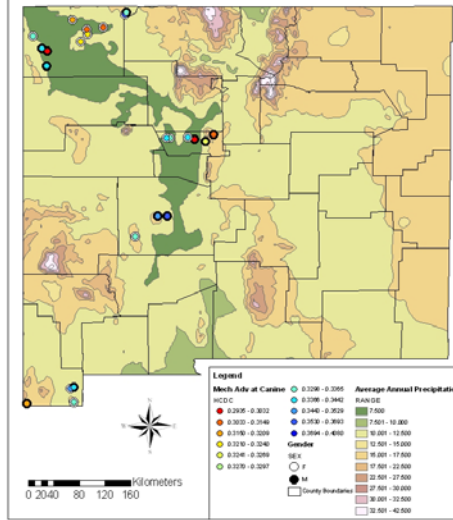 Legend
Mech Adv at Canine
HCDC
0.2935 - 0.3032
0.3033 - 0.3149
0.3150 - 0.3209
0.3210 - 0.3240
0.3241 - 0.3269
0.3270 - 0.3297
0.3298 - 0.3365
0.3366 - 0.3442
0.3443 - 0.3529
0.3530 - 0.3693
0.3694 - 0.4080
Gender
SEX
F
M
County Boundaries
Average Annual Precipitatio
RANGE
7.500
7.501 - 10.000
10.001 - 12.500
12.501 - 15.000
15.001 - 17.500
17.501 - 22.500
22.501 - 27.500
27.501 - 30.000
30.001 - 32.500
32.501 - 42.500
Kilometers
0 20 40 80 120 160